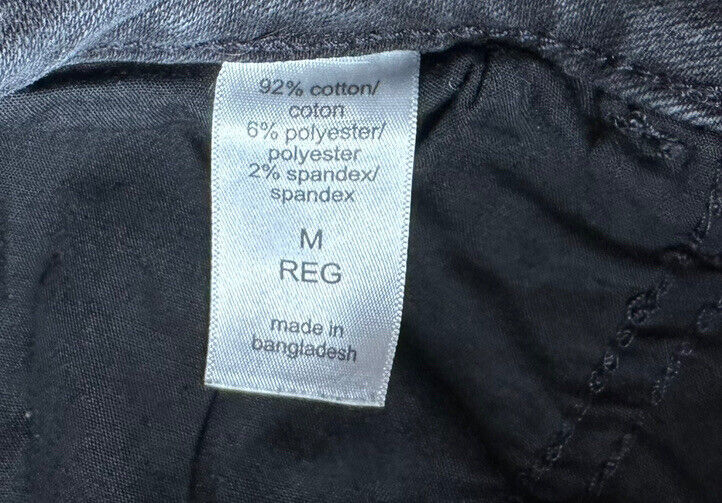 92% cotton/
coton
6% polyester/
polyester
2% spandex/
spandex
M
REG
made in
bangladesh